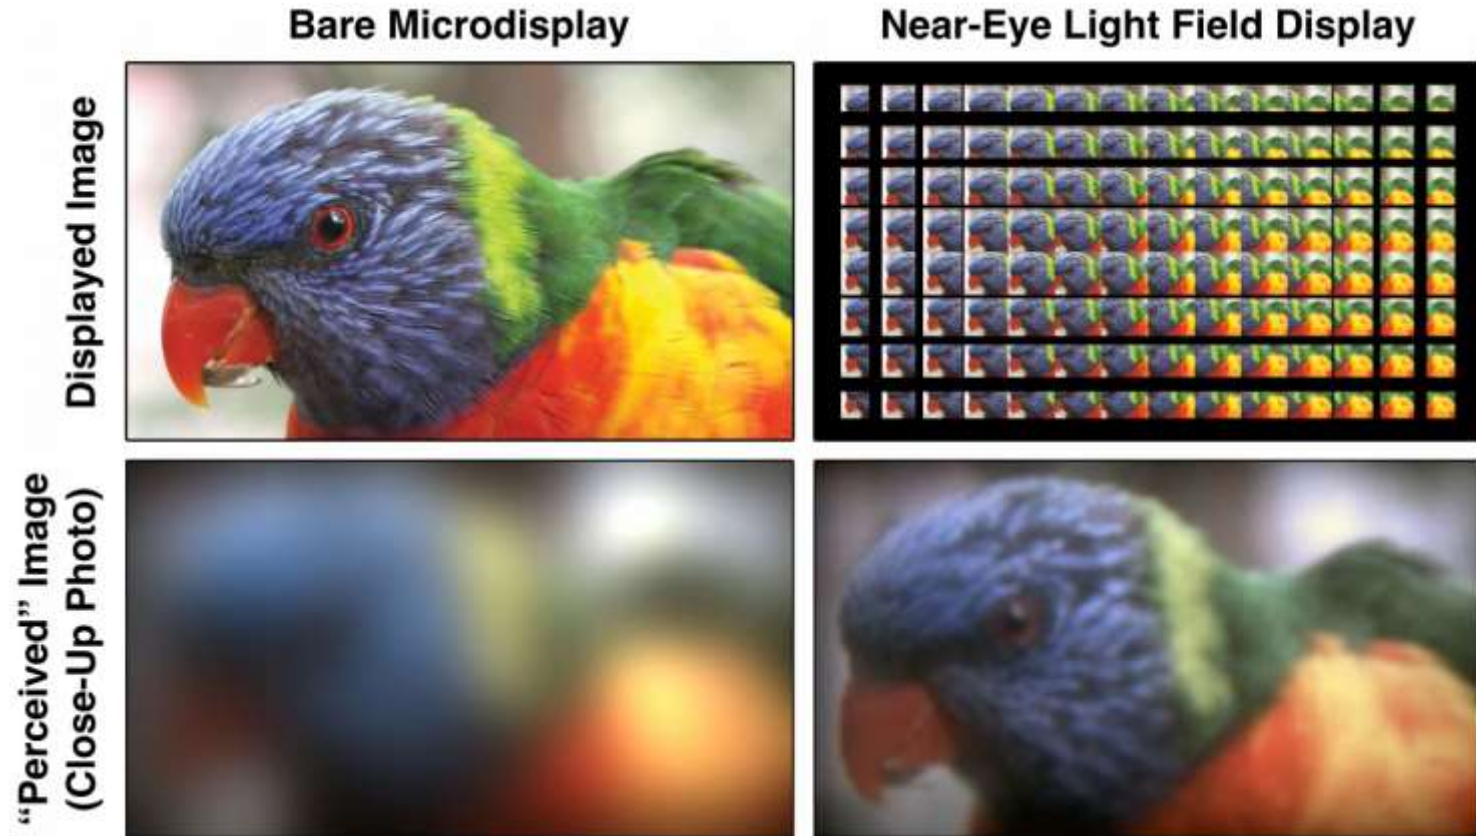 Bare Microdisplay
Near-Eye Light Field Display
Displayed Image
“Perceived” Image
(Close-Up Photo)